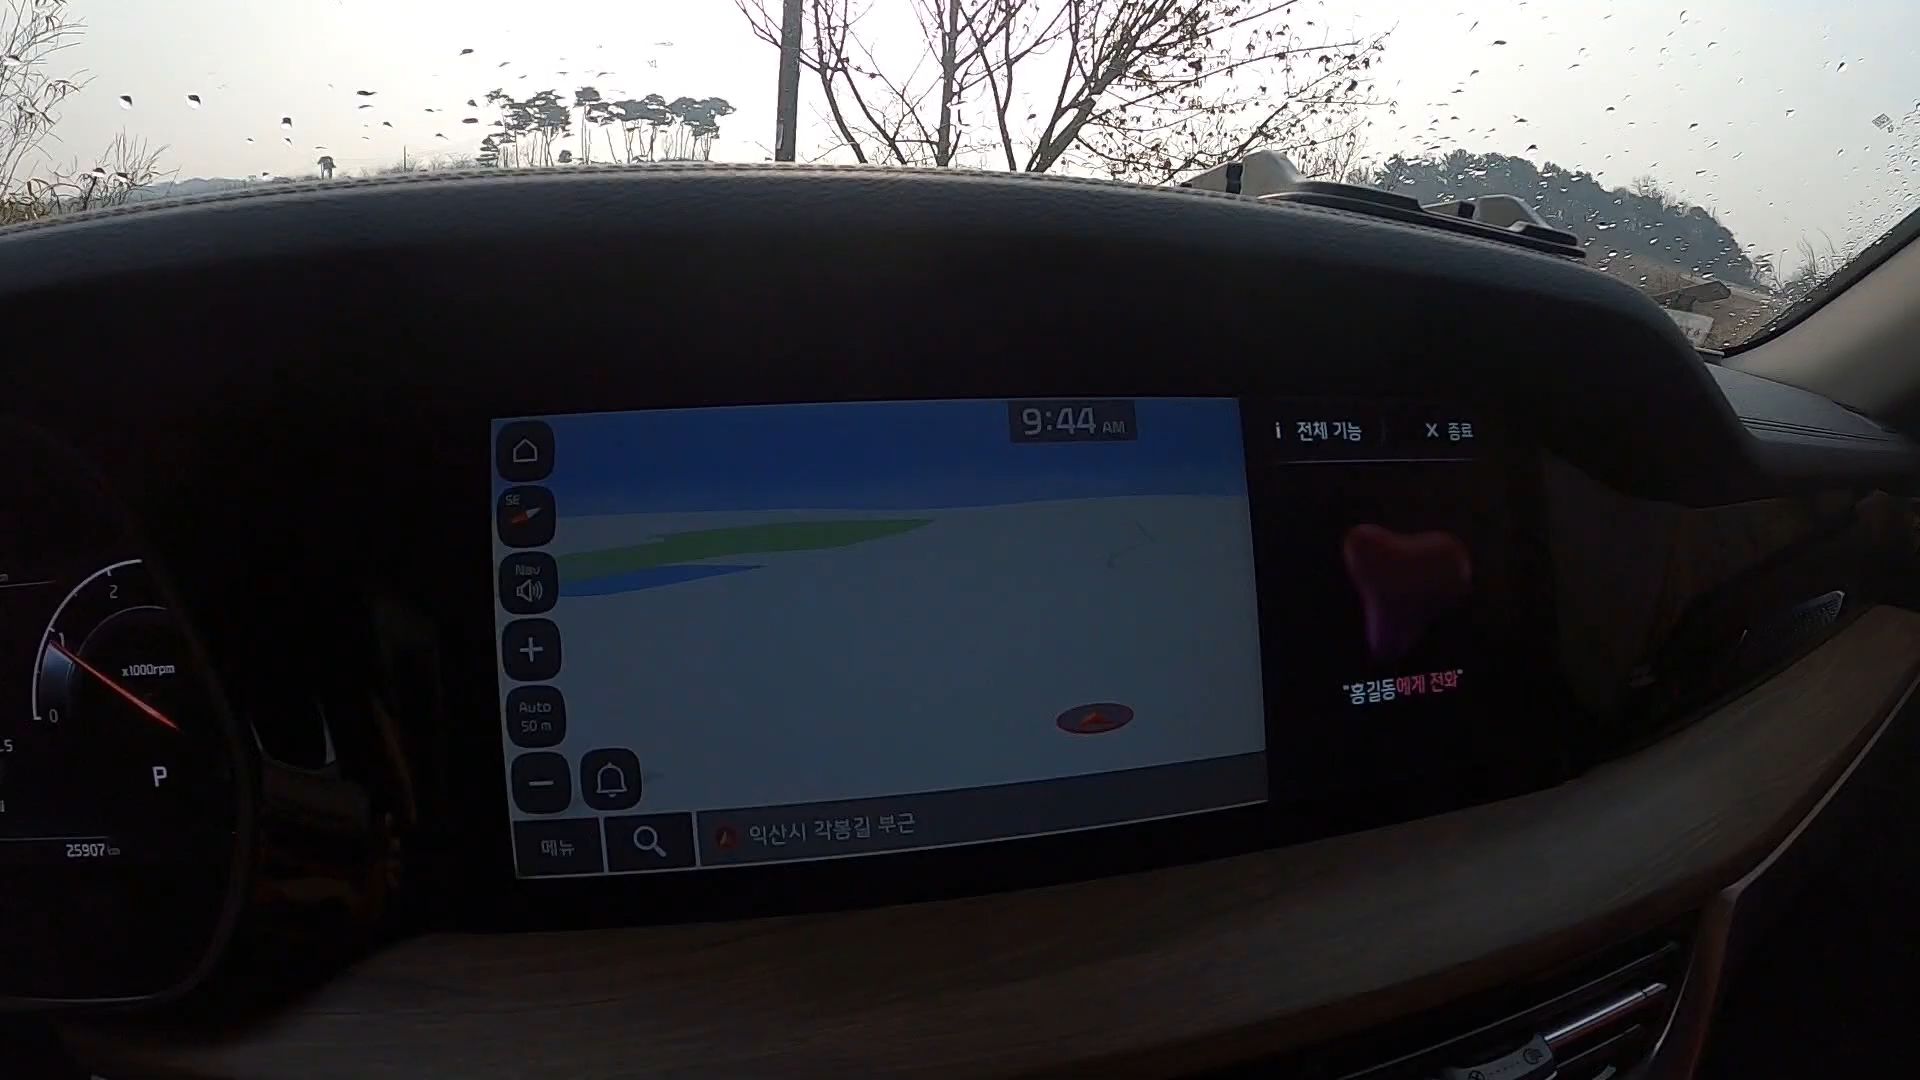 9:44 AM
i 전체 기능
X 종료
SE
Nav
2
1
x1000rpm
0
"홍길동에게 전화"
Auto
50 m
P
25907 km
메뉴
익산시 각봉길 부근